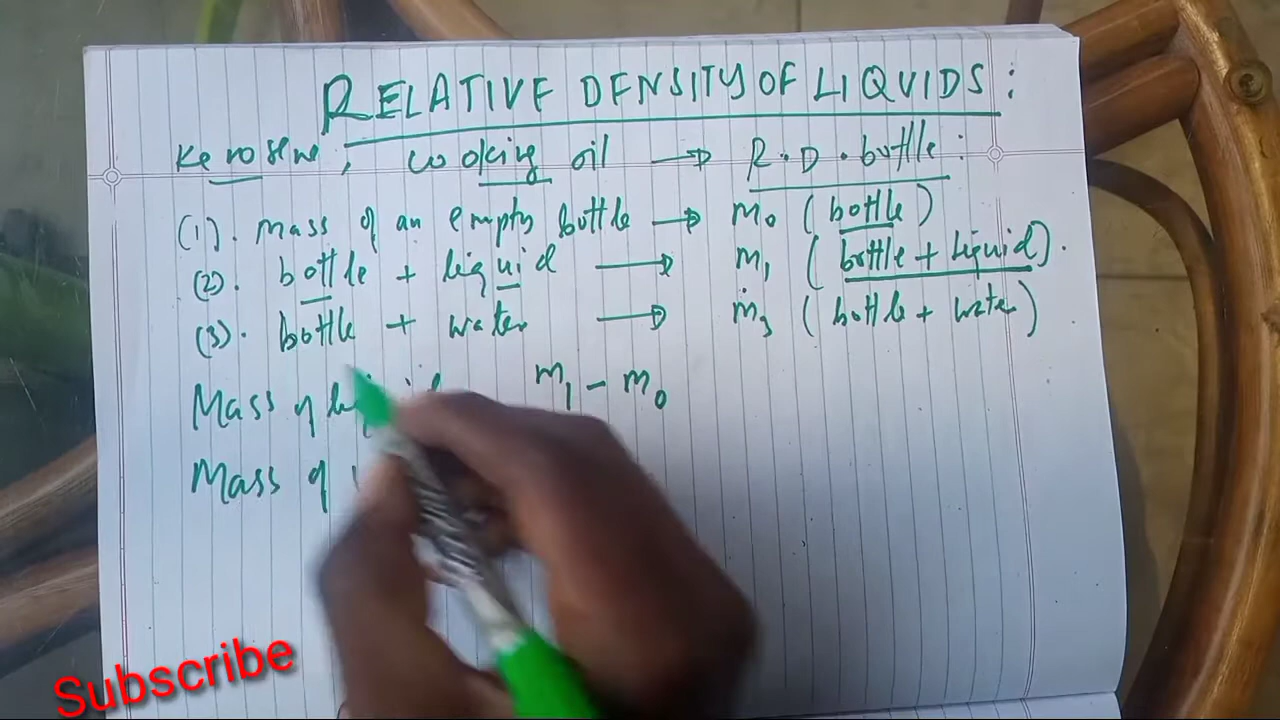 RELATIVE DENSITY OF LIQUIDS :
Kerosene, cooking oil → R.D. bottle :
(1). Mass of an empty bottle → m₀ (bottle)
(2). bottle + liquid → m₁ (bottle + liquid).
(3). bottle + water → m₃ (bottle + water)
Mass of m₁ - m₀
Mass of
Subscribe